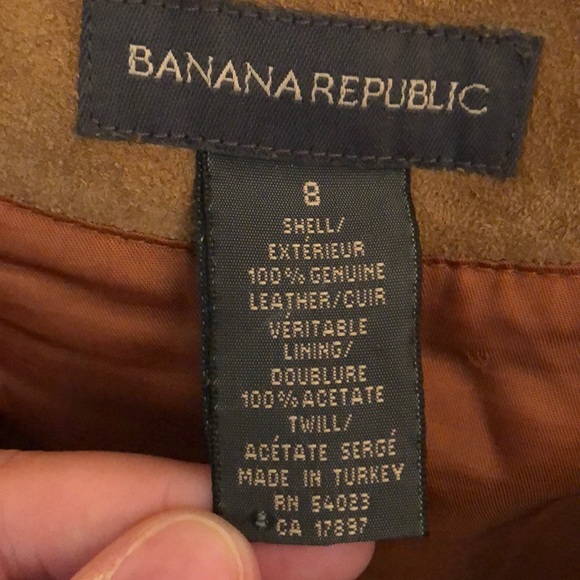 BANANA REPUBLIC
8
SHELL/
EXTÉRIEUR
100% GENUINE
LEATHER/CUIR
VÉRITABLE
LINING/
DOUBLURE
100% ACETATE
TWILL/
ACÉTATE SERGÉ
MADE IN TURKEY
RN 54023
CA 17897